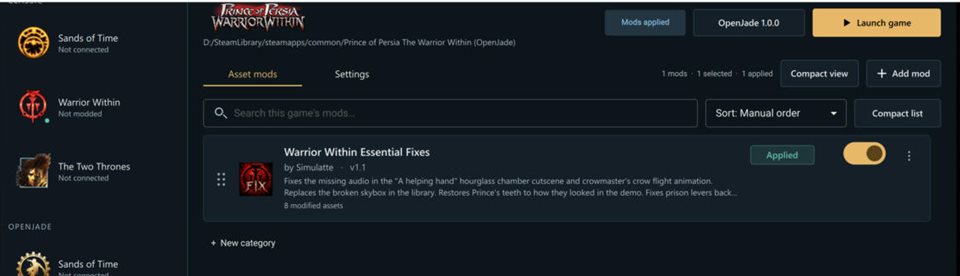 CLASSIC
Sands of Time
Not connected
Warrior Within
Not modded
The Two Thrones
Not connected
OPENJADE
Sands of Time
Not connected
PRINCE OF PERSIA
WARRIOR WITHIN
D:/SteamLibrary/steamapps/common/Prince of Persia The Warrior Within (OpenJade)
Mods applied
OpenJade 1.0.0
Launch game
Asset mods
Settings
1 mods · 1 selected · 1 applied
Compact view
+ Add mod
Search this game's mods...
Sort: Manual order
Compact list
FIX
Warrior Within Essential Fixes
by Simulatte · v1.1
Fixes the missing audio in the "A helping hand" hourglass chamber cutscene and crowmaster's crow flight animation.
Replaces the broken skybox in the library. Restores Prince's teeth to how they looked in the demo. Fixes prison levers back...
8 modified assets
Applied
+ New category